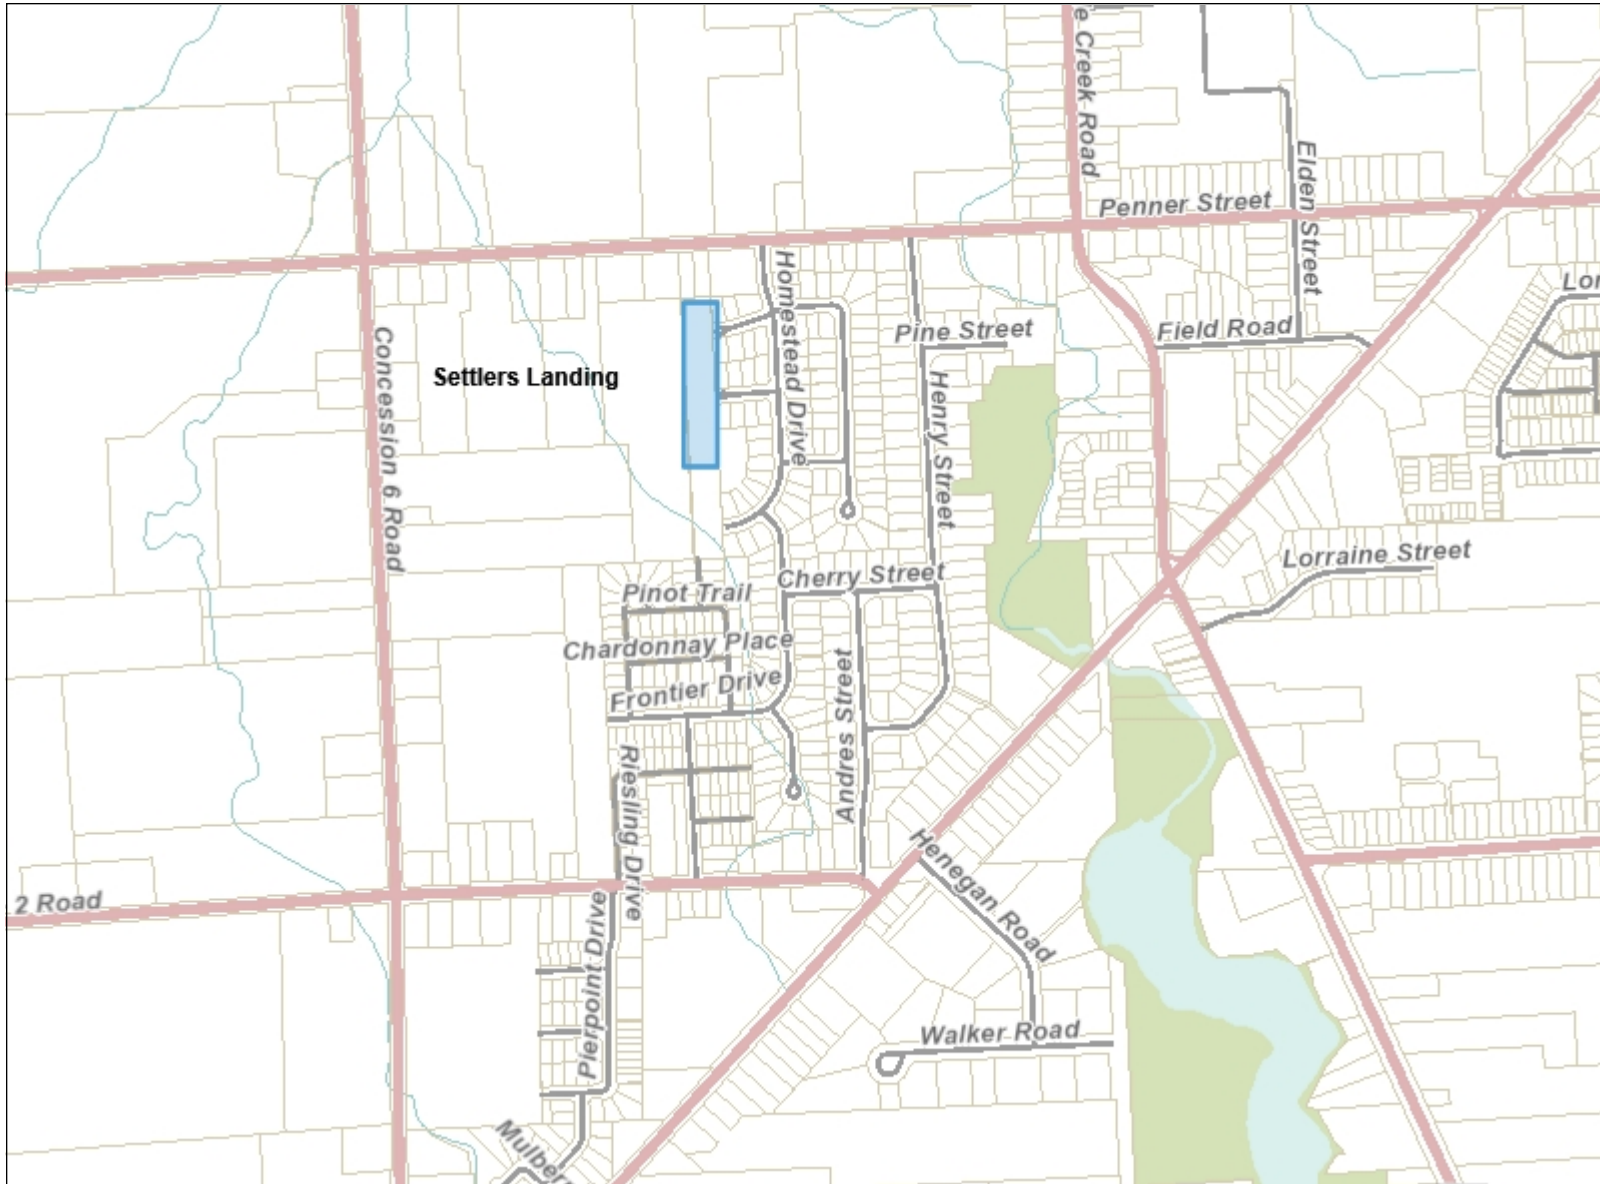 e Creek Road
Elden Street
Penner Street
Homestead Drive
Lor
Pine Street
Field Road
Concession 6 Road
Settlers Landing
Henry Street
Lorraine Street
Cherry Street
Pinot Trail
Chardonnay Place
Frontier Drive
Andres Street
Riesling Drive
Henegan Road
2 Road
Pierpoint Drive
Walker Road
Mulber